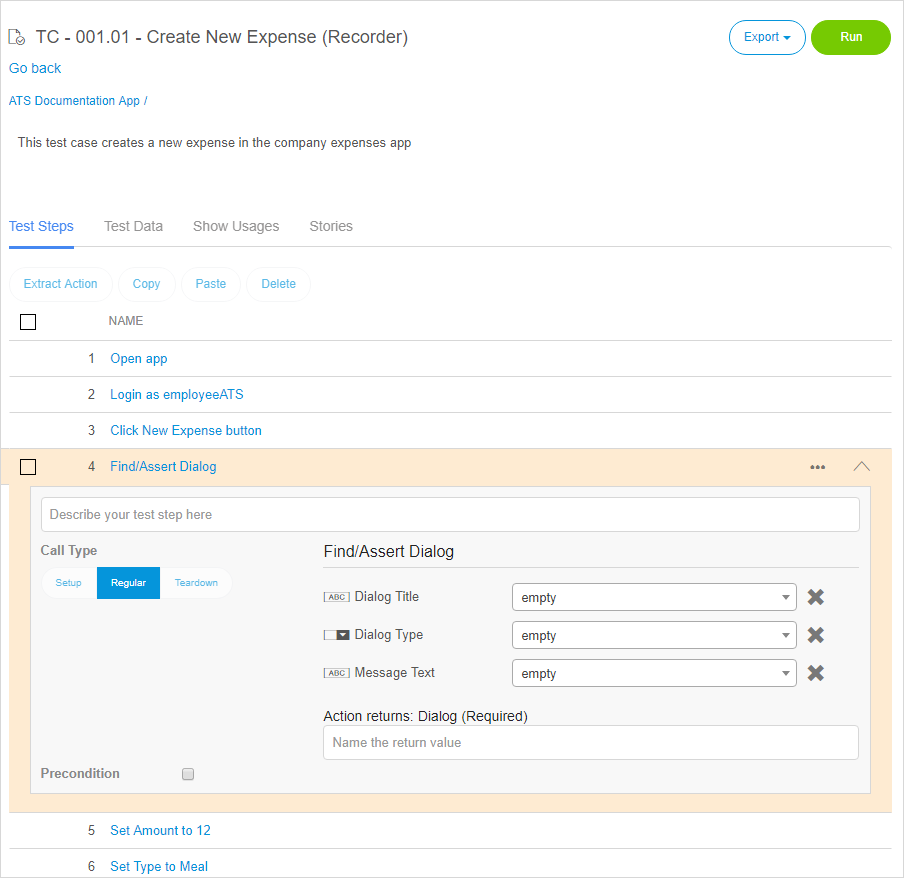 TC - 001.01 - Create New Expense (Recorder)
Export
Run
Go back
ATS Documentation App /
This test case creates a new expense in the company expenses app
Test Steps Test Data Show Usages Stories
Extract Action Copy Paste Delete
NAME
1 Open app
2 Login as employeeATS
3 Click New Expense button
4 Find/Assert Dialog
Describe your test step here
Call Type
Setup Regular Teardown
Find/Assert Dialog
ABC Dialog Title empty
Dialog Type empty
ABC Message Text empty
Action returns: Dialog (Required)
Name the return value
Precondition
5 Set Amount to 12
6 Set Type to Meal